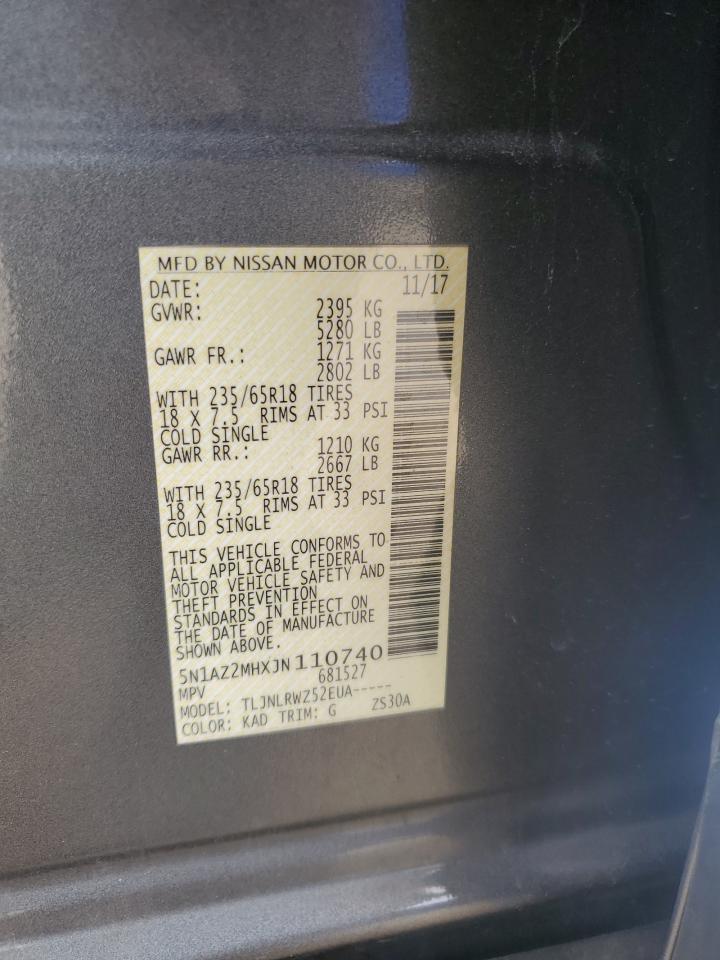 MFD BY NISSAN MOTOR CO., LTD.
DATE: 11/17
GVWR: 2395 KG
5280 LB
GAWR FR.: 1271 KG
2802 LB
WITH 235/65R18 TIRES
18 X 7.5 RIMS AT 33 PSI
COLD SINGLE
GAWR RR.: 1210 KG
2667 LB
WITH 235/65R18 TIRES
18 X 7.5 RIMS AT 33 PSI
COLD SINGLE
THIS VEHICLE CONFORMS TO
ALL APPLICABLE FEDERAL
MOTOR VEHICLE SAFETY AND
THEFT PREVENTION
STANDARDS IN EFFECT ON
THE DATE OF MANUFACTURE
SHOWN ABOVE.
5N1AZ2MHXJN110740
MPV 681527
MODEL: TLJNLRWZ52EUA-----
COLOR: KAD TRIM: G ZS30A